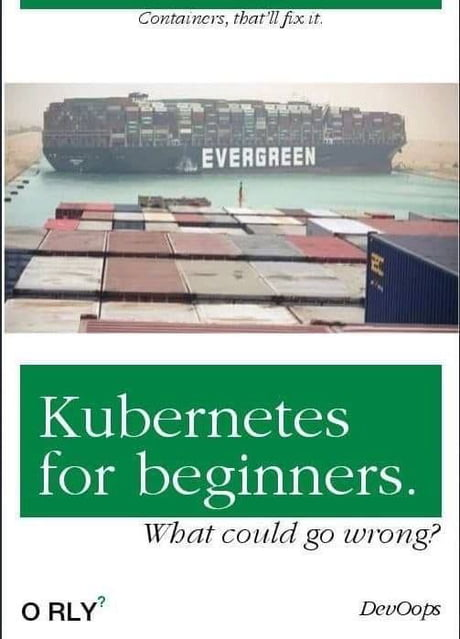 Containers, that'll fix it.
EVERGREEN
Kubernetes
for beginners.
What could go wrong?
O RLY?
DevOops